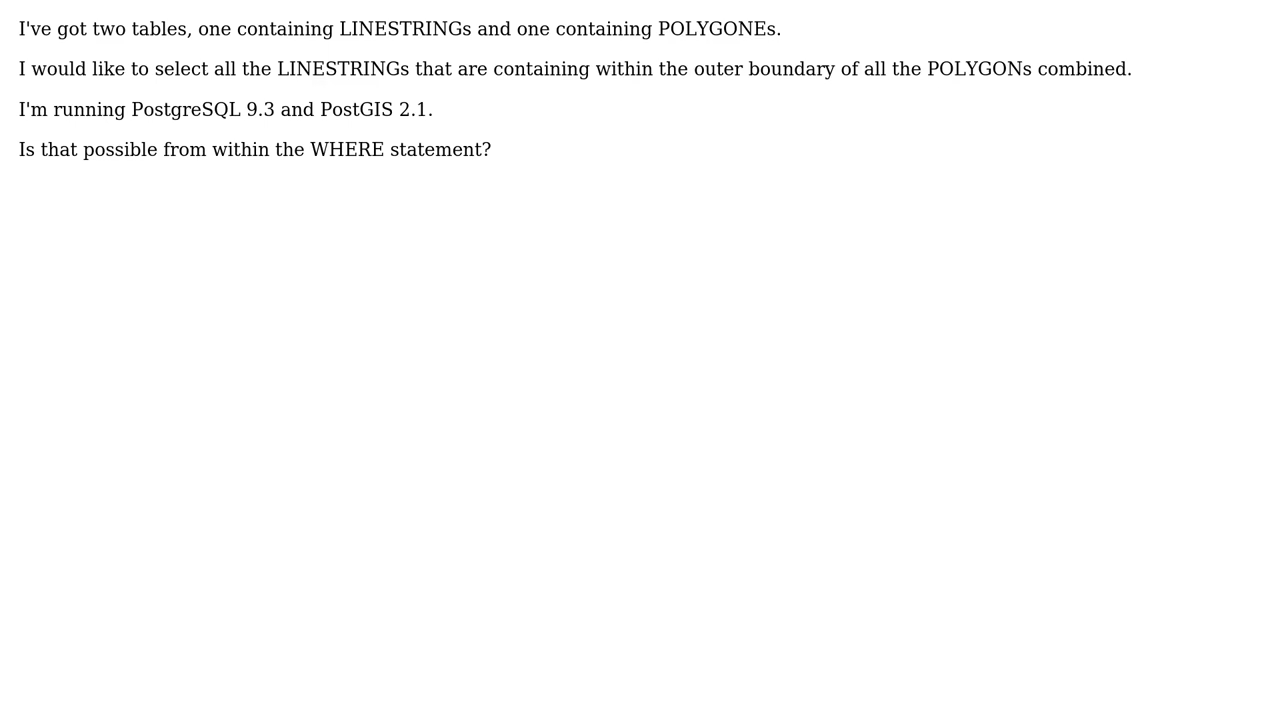 I've got two tables, one containing LINESTRINGs and one containing POLYGONEs.
I would like to select all the LINESTRINGs that are containing within the outer boundary of all the POLYGONs combined.
I'm running PostgreSQL 9.3 and PostGIS 2.1.
Is that possible from within the WHERE statement?